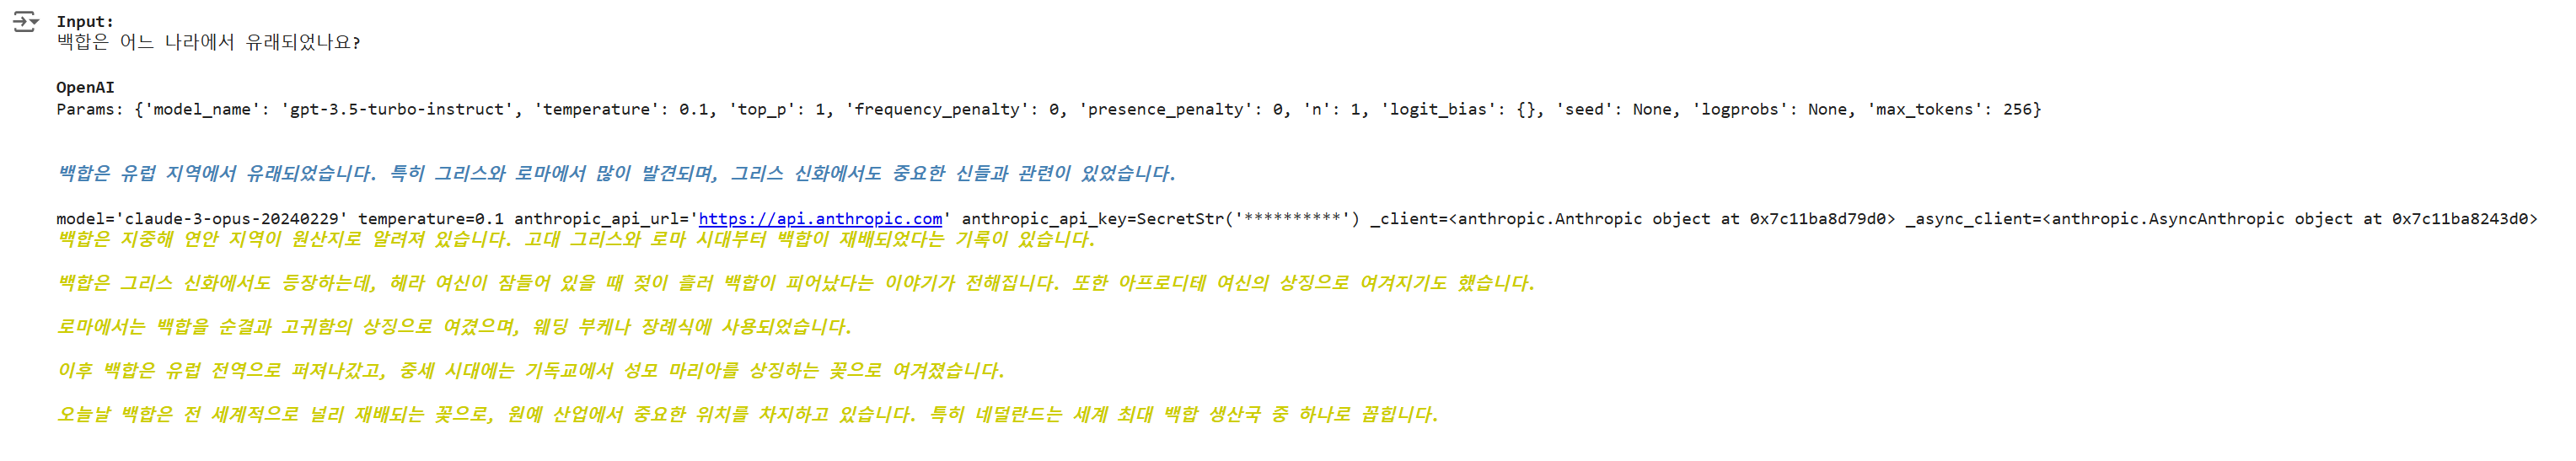 Input:
백합은 어느 나라에서 유래되었나요?
OpenAI
Params: {'model_name': 'gpt-3.5-turbo-instruct', 'temperature': 0.1, 'top_p': 1, 'frequency_penalty': 0, 'presence_penalty': 0, 'n': 1, 'logit_bias': {}, 'seed': None, 'logprobs': None, 'max_tokens': 256}
백합은 유럽 지역에서 유래되었습니다. 특히 그리스와 로마에서 많이 발견되며, 그리스 신화에서도 중요한 신들과 관련이 있었습니다.
model='claude-3-opus-20240229' temperature=0.1 anthropic_api_url='https://api.anthropic.com' anthropic_api_key=SecretStr('**********') _client=<anthropic.Anthropic object at 0x7c11ba8d79d0> _async_client=<anthropic.AsyncAnthropic object at 0x7c11ba8243d0>
백합은 지중해 연안 지역이 원산지로 알려져 있습니다. 고대 그리스와 로마 시대부터 백합이 재배되었다는 기록이 있습니다.
백합은 그리스 신화에서도 등장하는데, 헤라 여신이 잠들어 있을 때 젖이 흘러 백합이 피어났다는 이야기가 전해집니다. 또한 아프로디테 여신의 상징으로 여겨지기도 했습니다.
로마에서는 백합을 순결과 고귀함의 상징으로 여겼으며, 웨딩 부케나 장례식에 사용되었습니다.
이후 백합은 유럽 전역으로 퍼져나갔고, 중세 시대에는 기독교에서 성모 마리아를 상징하는 꽃으로 여겨졌습니다.
오늘날 백합은 전 세계적으로 널리 재배되는 꽃으로, 원예 산업에서 중요한 위치를 차지하고 있습니다. 특히 네덜란드는 세계 최대 백합 생산국 중 하나로 꼽힙니다.